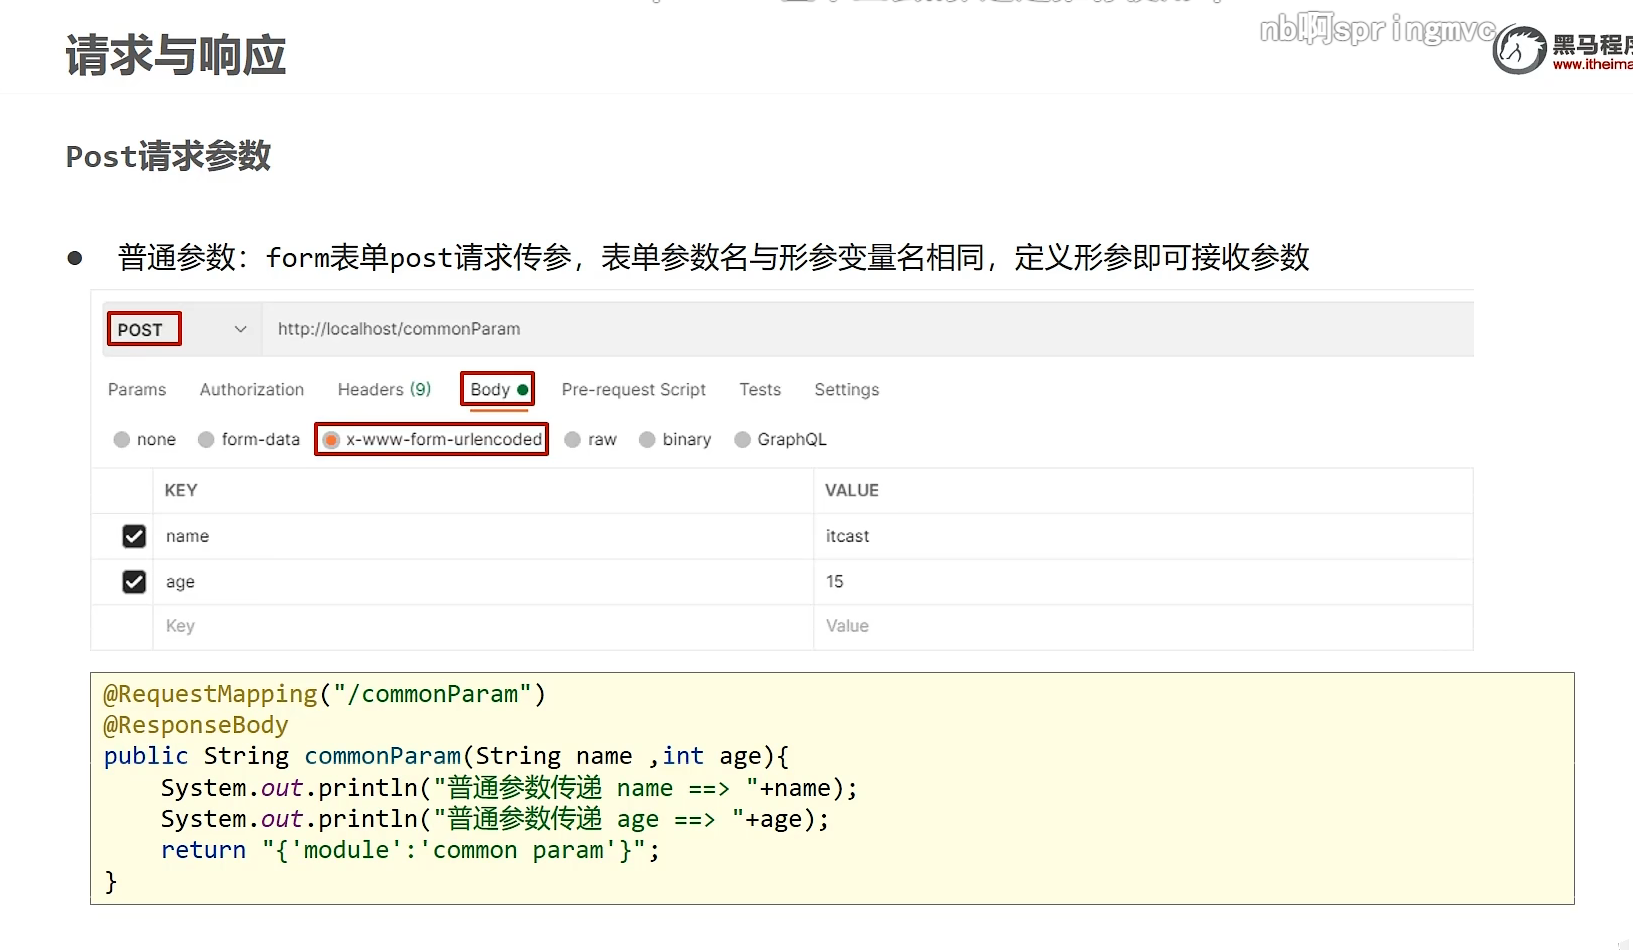 nb啊springmvc
请求与响应
黑马程序
www.itheima
Post请求参数
● 普通参数：form表单post请求传参，表单参数名与形参变量名相同，定义形参即可接收参数
POST http://localhost/commonParam
Params Authorization Headers (9) Body Pre-request Script Tests Settings
none form-data x-www-form-urlencoded raw binary GraphQL
KEY VALUE
name itcast
age 15
Key Value
@RequestMapping("/commonParam")
@ResponseBody
public String commonParam(String name ,int age){
    System.out.println("普通参数传递 name ==> "+name);
    System.out.println("普通参数传递 age ==> "+age);
    return "{'module':'common param'}";
}